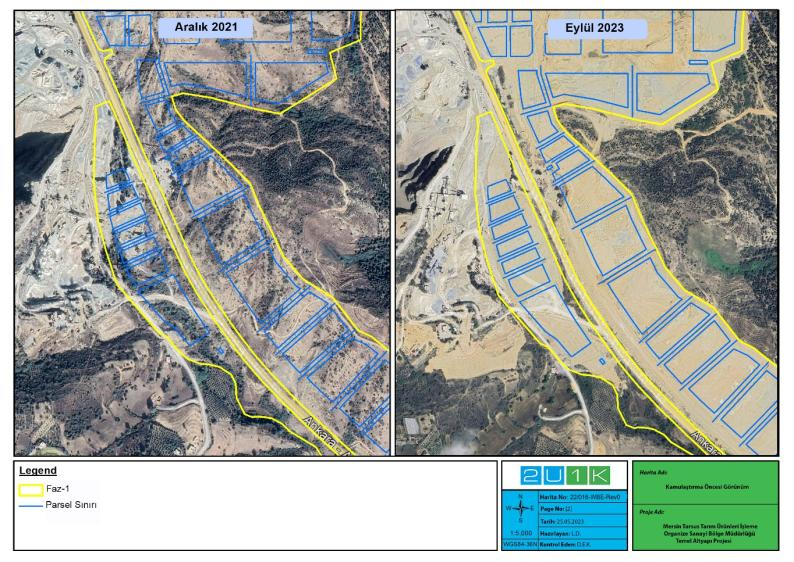 Aralık 2021
Eylül 2023
Ankara -
Ankara
Legend
Faz-1
Parsel Sınırı
2U1K
N
W E
S
1:5.000
WGS84-36N
Harita No: 22/016-WBE-Rev0
Page No: [2]
Tarih: 25.05.2023
Hazırlayan: L.D.
Kontrol Eden: D.E.K.
Harita Adı:
Kamulaştırma Öncesi Görünüm
Proje Adı:
Mersin Tarsus Tarım Ürünleri İşleme
Organize Sanayi Bölge Müdürlüğü
Temel Altyapı Projesi